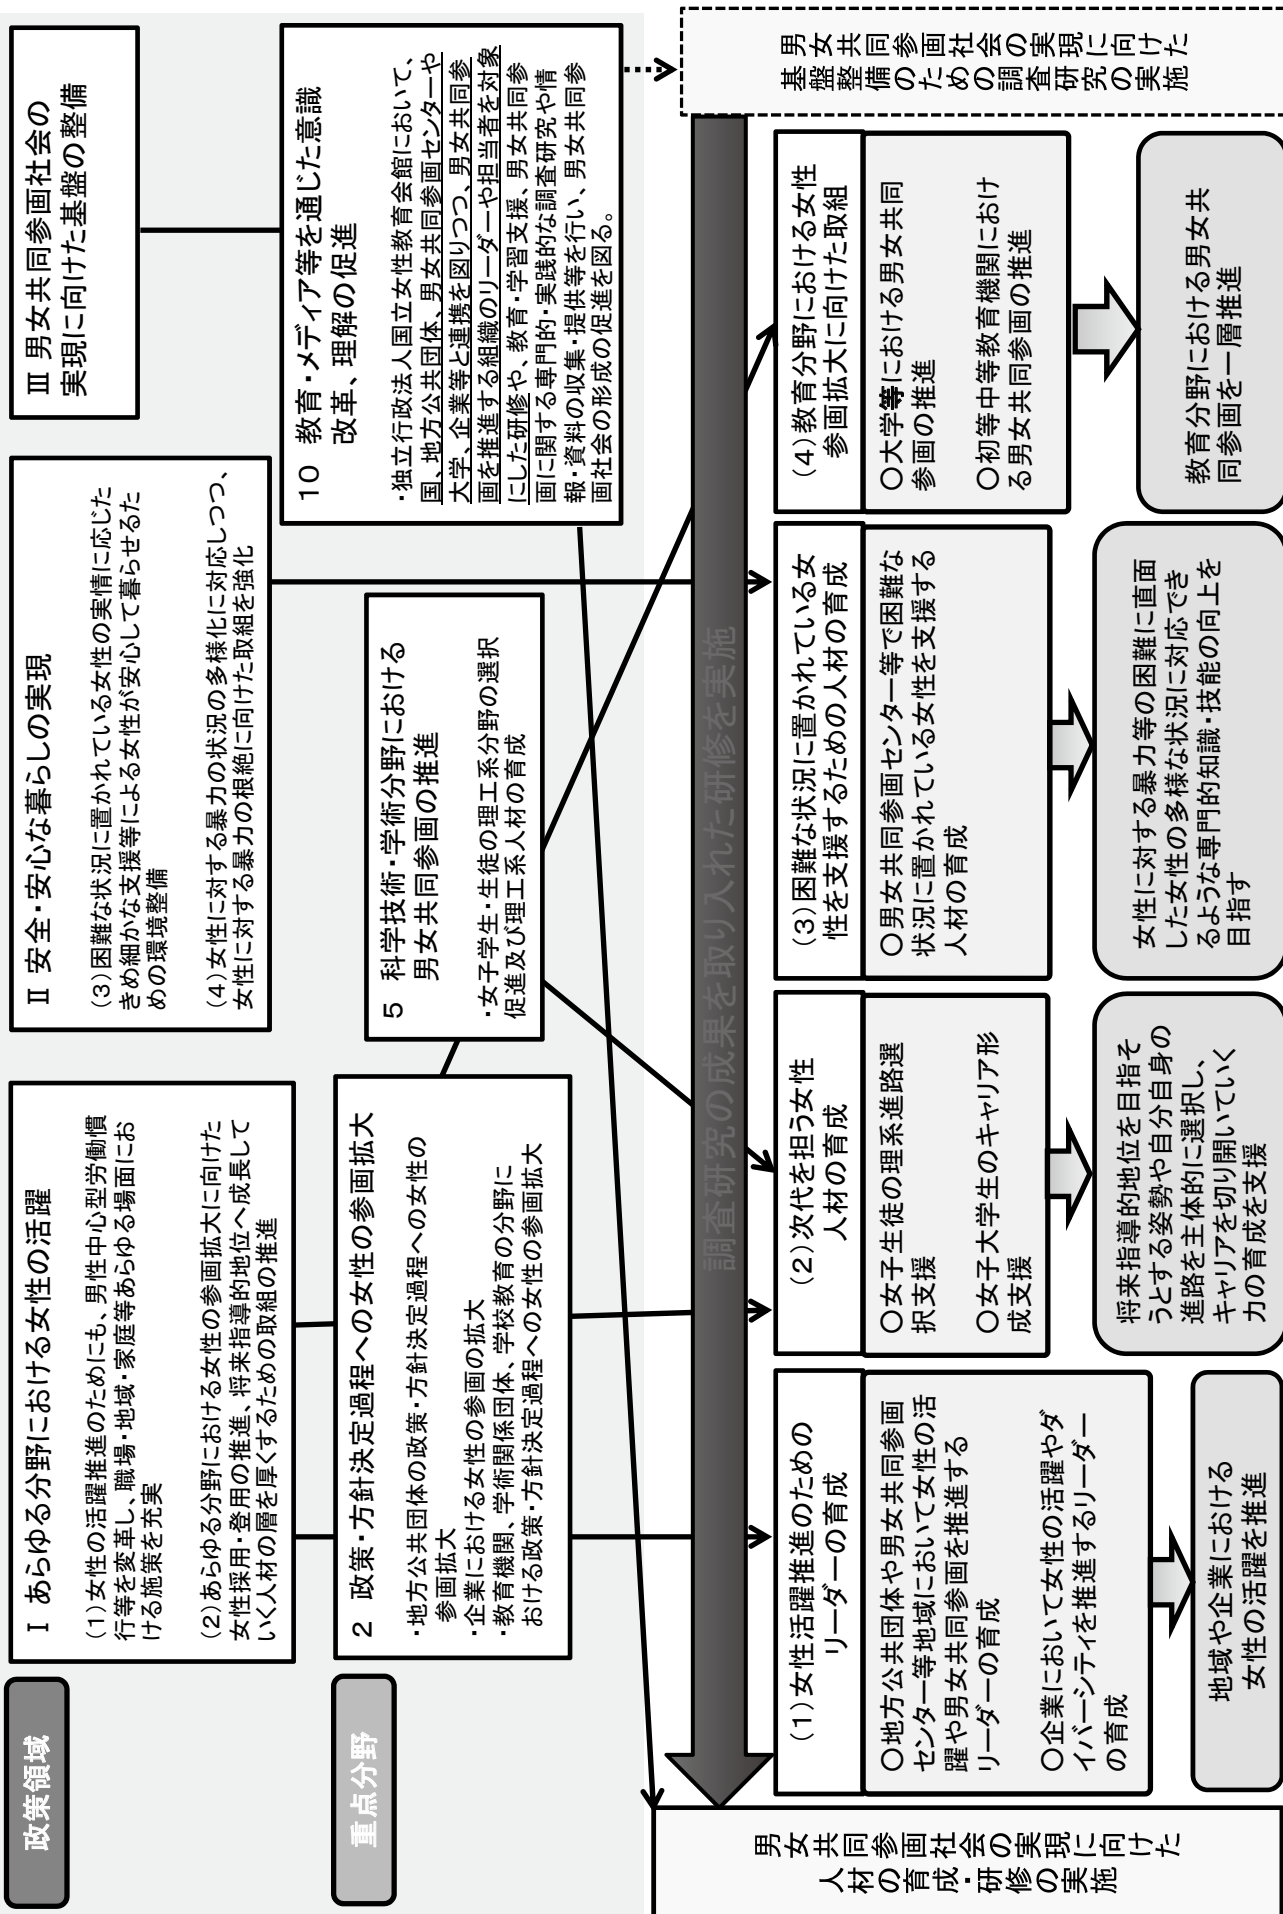 政策領域
Ⅰ あらゆる分野における女性の活躍
(1)女性の活躍推進のためにも、男性中心型労働慣
行等を変革し、職場・地域・家庭等あらゆる場面にお
ける施策を充実
(2)あらゆる分野における女性の参画拡大に向けた
女性採用・登用の推進、将来指導的地位へ成長して
いく人材の層を厚くするための取組の推進
Ⅱ 安全・安心な暮らしの実現
(3)困難な状況に置かれている女性の実情に応じた
きめ細かな支援等による女性が安心して暮らせるた
めの環境整備
(4)女性に対する暴力の状況の多様化に対応しつつ、
女性に対する暴力の根絶に向けた取組を強化
Ⅲ 男女共同参画社会の
実現に向けた基盤の整備
重点分野
2 政策・方針決定過程への女性の参画拡大
・地方公共団体の政策・方針決定過程への女性の
参画拡大
・企業における女性の参画の拡大
・教育機関、学術関係団体、学校教育の分野に
おける政策・方針決定過程への女性の参画拡大
5 科学技術・学術分野における
男女共同参画の推進
・女子学生・生徒の理工系分野の選択
促進及び理工系人材の育成
10 教育・メディア等を通じた意識
改革、理解の促進
・独立行政法人国立女性教育会館において、
国、地方公共団体、男女共同参画センターや
大学、企業等と連携を図りつつ、男女共同参
画を推進する組織のリーダーや担当者を対象
にした研修や、教育・学習支援、男女共同参
画に関する専門的・実践的な調査研究や情
報・資料の収集・提供等を行い、男女共同参
画社会の形成の促進を図る。
男女共同参画社会の実現に向けた
人材の育成・研修の実施
調査研究の成果を取り入れた研修を実施
男女共同参画社会の実現に向けた
基盤整備のための調査研究の実施
(1)女性活躍推進のための
リーダーの育成
○地方公共団体や男女共同参画
センター等地域において女性の活
躍や男女共同参画を推進する
リーダーの育成
○企業において女性の活躍やダ
イバーシティを推進するリーダー
の育成
地域や企業における
女性の活躍を推進
(2)次代を担う女性
人材の育成
○女子生徒の理系進路選
択支援
○女子大学生のキャリア形
成支援
将来指導的地位を目指そ
うとする姿勢や自分自身の
進路を主体的に選択し、
キャリアを切り開いていく
力の育成を支援
(3)困難な状況に置かれている女
性を支援するための人材の育成
○男女共同参画センター等で困難な
状況に置かれている女性を支援する
人材の育成
女性に対する暴力等の困難に直面
した女性の多様な状況に対応でき
るような専門的知識・技能の向上を
目指す
(4)教育分野における女性
参画拡大に向けた取組
○大学等における男女共同
参画の推進
○初等中等教育機関におけ
る男女共同参画の推進
教育分野における男女共
同参画を一層推進